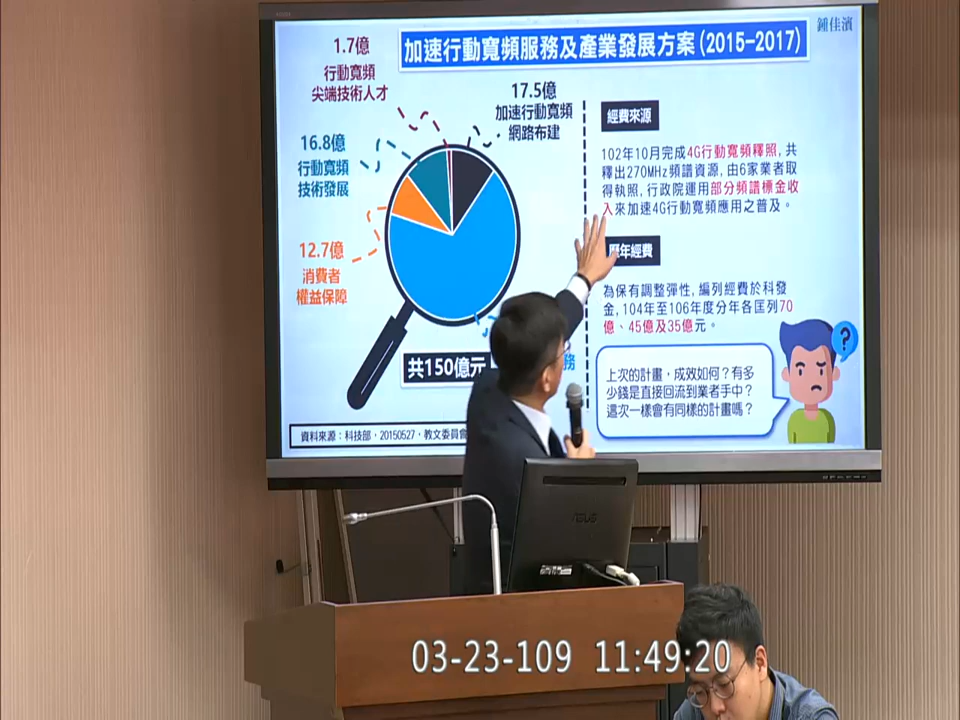 鍾佳濱
加速行動寬頻服務及產業發展方案(2015-2017)
1.7億
行動寬頻
尖端技術人才
17.5億
加速行動寬頻
網路布建
16.8億
行動寬頻
技術發展
12.7億
消費者
權益保障
共150億元
務
資料來源：科技部，20150527，教文委員會
經費來源
102年10月完成4G行動寬頻釋照，共
釋出270MHz頻譜資源，由6家業者取
得執照，行政院運用部分頻譜標金收
入來加速4G行動寬頻應用之普及。
歷年經費
為保有調整彈性，編列經費於科發
金，104年至106年度分年各匡列70
億、45億及35億元。
上次的計畫，成效如何？有多
少錢是直接回流到業者手中？
這次一樣會有同樣的計畫嗎？
?
ASUS
03-23-109 11:49:20